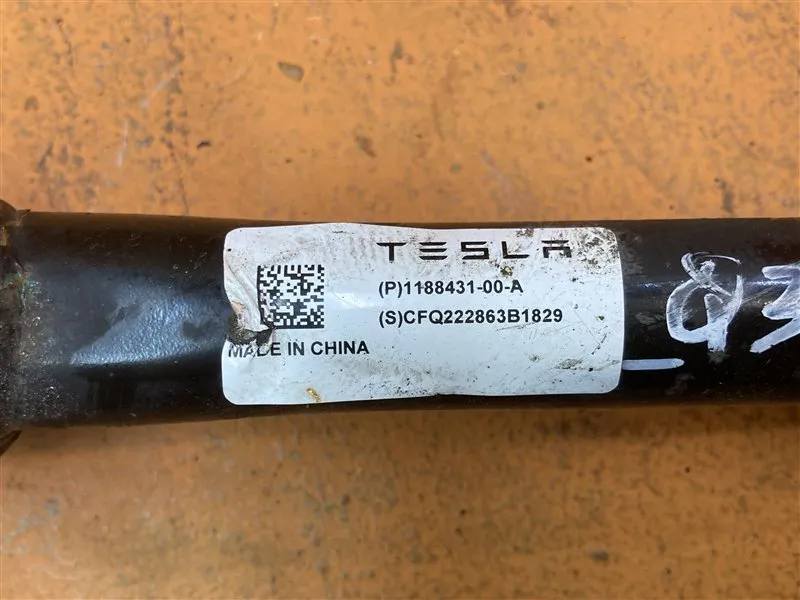 TESLA
(P)1188431-00-A
(S)CFQ222863B1829
MADE IN CHINA